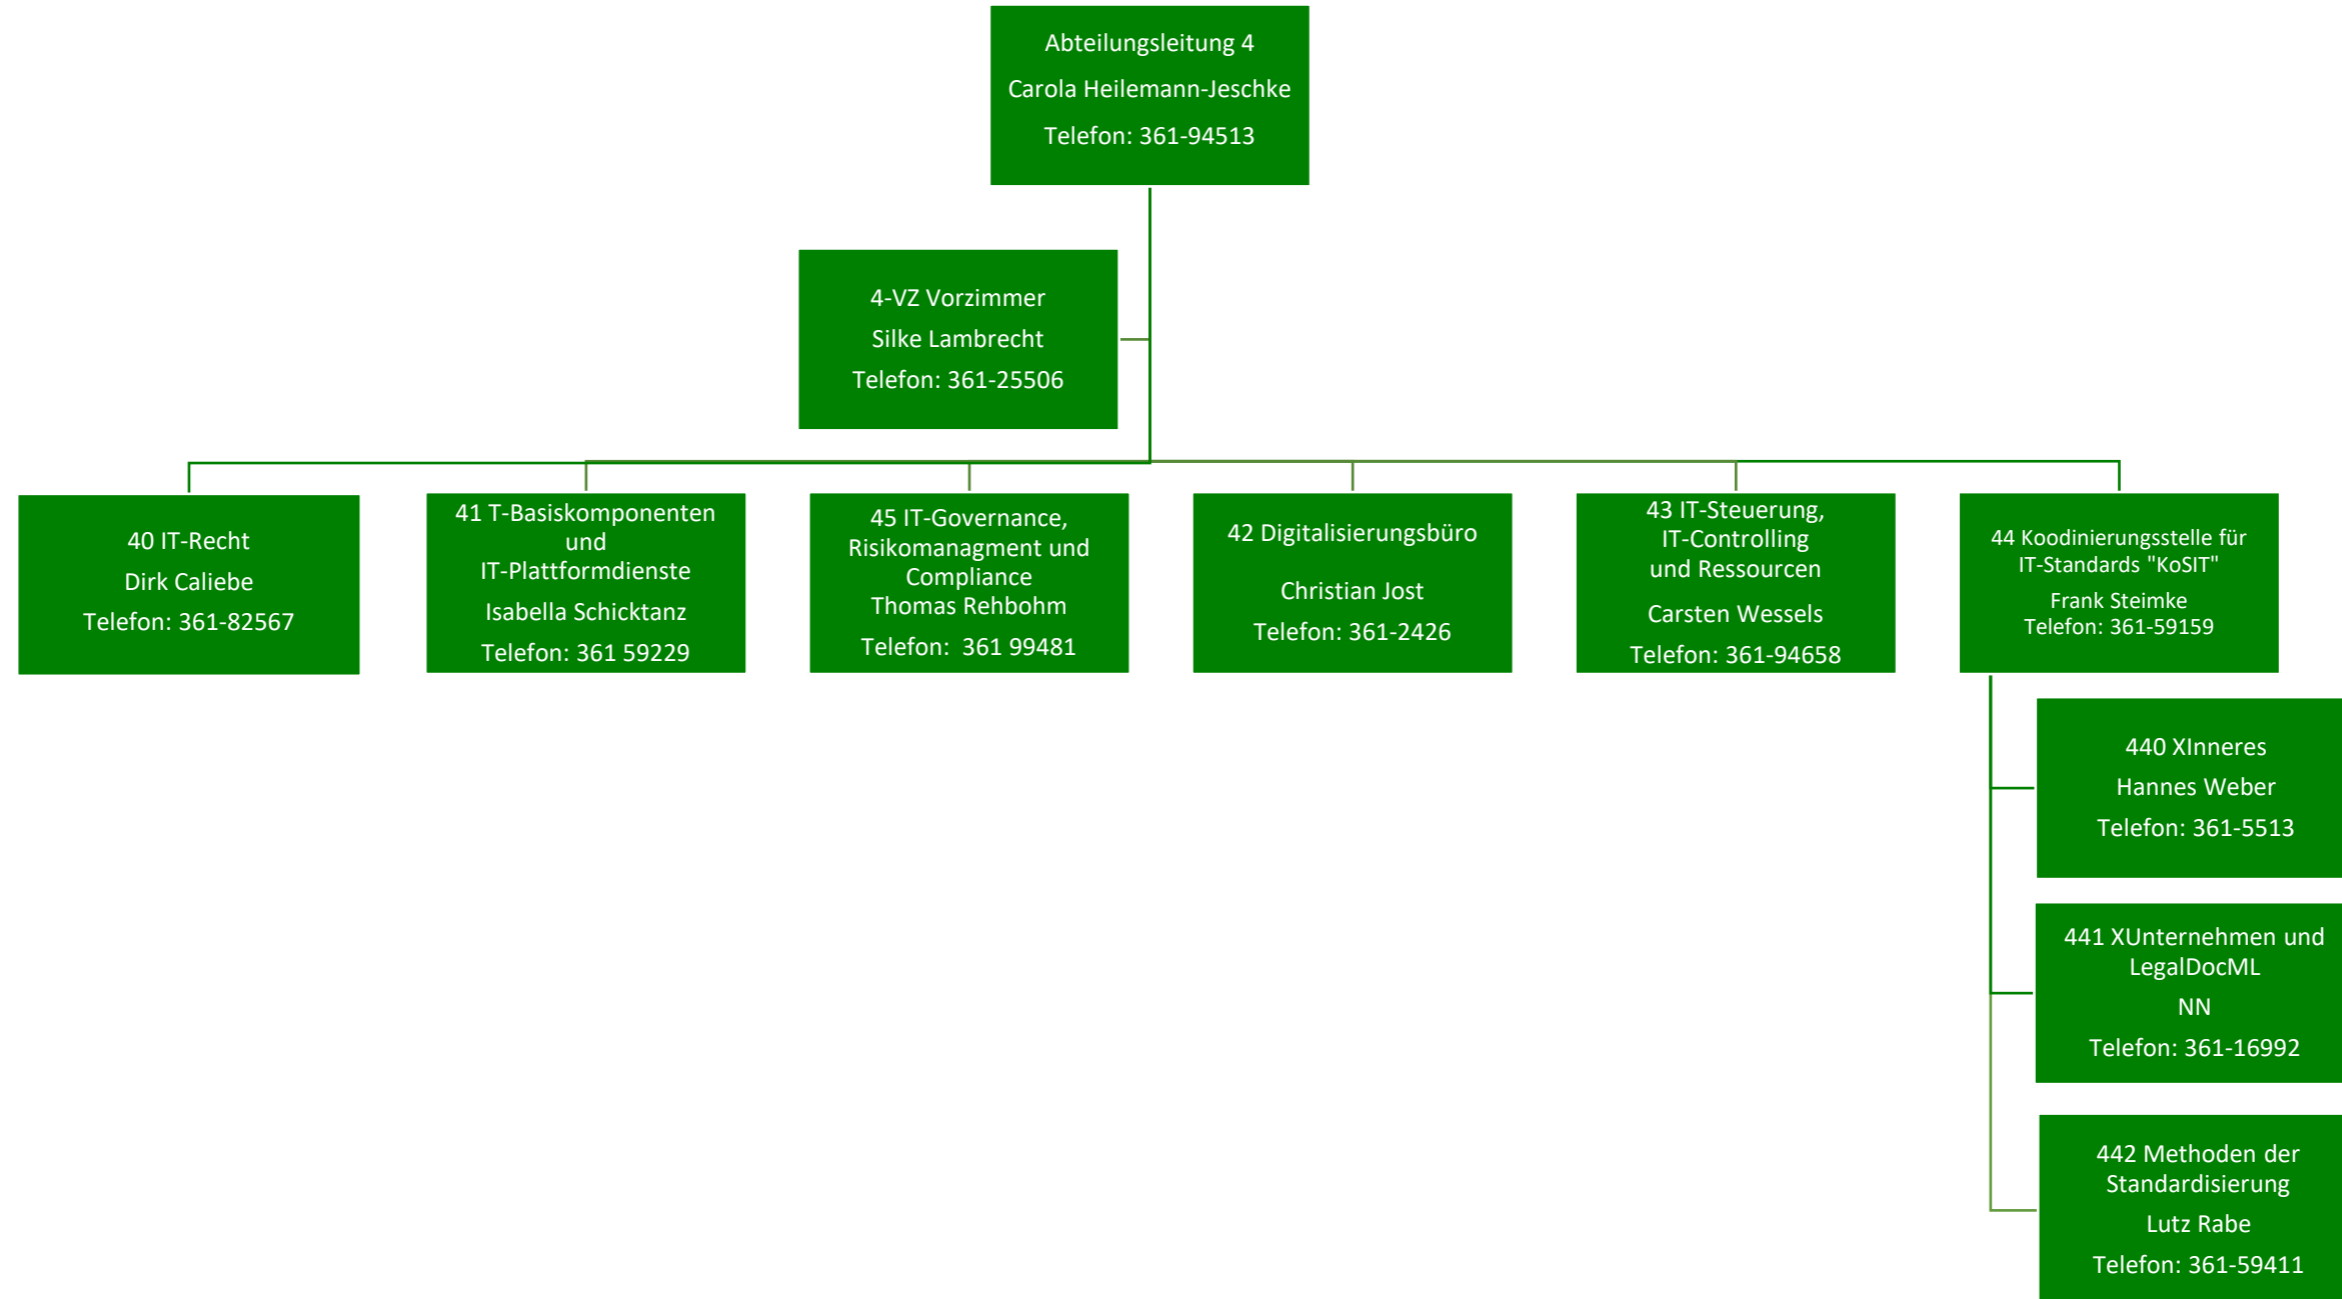 Abteilungsleitung 4
Carola Heilemann-Jeschke
Telefon: 361-94513
4-VZ Vorzimmer
Silke Lambrecht
Telefon: 361-25506
40 IT-Recht
Dirk Caliebe
Telefon: 361-82567
41 T-Basiskomponenten
und
IT-Plattformdienste
Isabella Schicktanz
Telefon: 361 59229
45 IT-Governance,
Risikomanagment und
Compliance
Thomas Rehbohm
Telefon:  361 99481
42 Digitalisierungsbüro
Christian Jost
Telefon: 361-2426
43 IT-Steuerung,
IT-Controlling
und Ressourcen
Carsten Wessels
Telefon: 361-94658
44 Koodinierungsstelle für
IT-Standards "KoSIT"
Frank Steimke
Telefon: 361-59159
440 XInneres
Hannes Weber
Telefon: 361-5513
441 XUnternehmen und
LegalDocML
NN
Telefon: 361-16992
442 Methoden der
Standardisierung
Lutz Rabe
Telefon: 361-59411